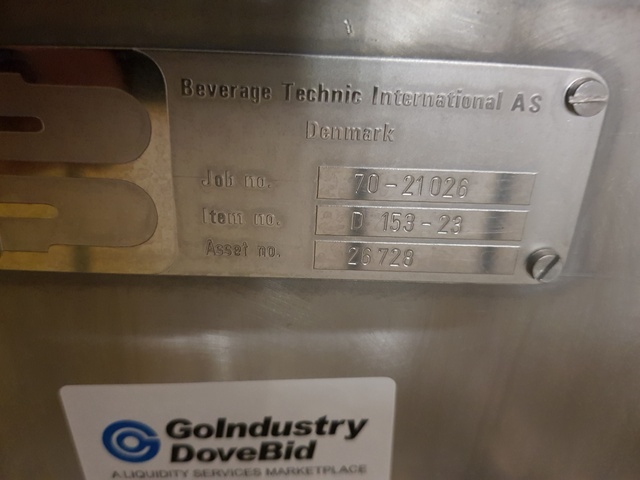 Beverage Technic International AS
Denmark
Job no. 70-21026
Item no. D 153-23
Asset no. 26728
GoIndustry
DoveBid
A LIQUIDITY SERVICES MARKETPLACE